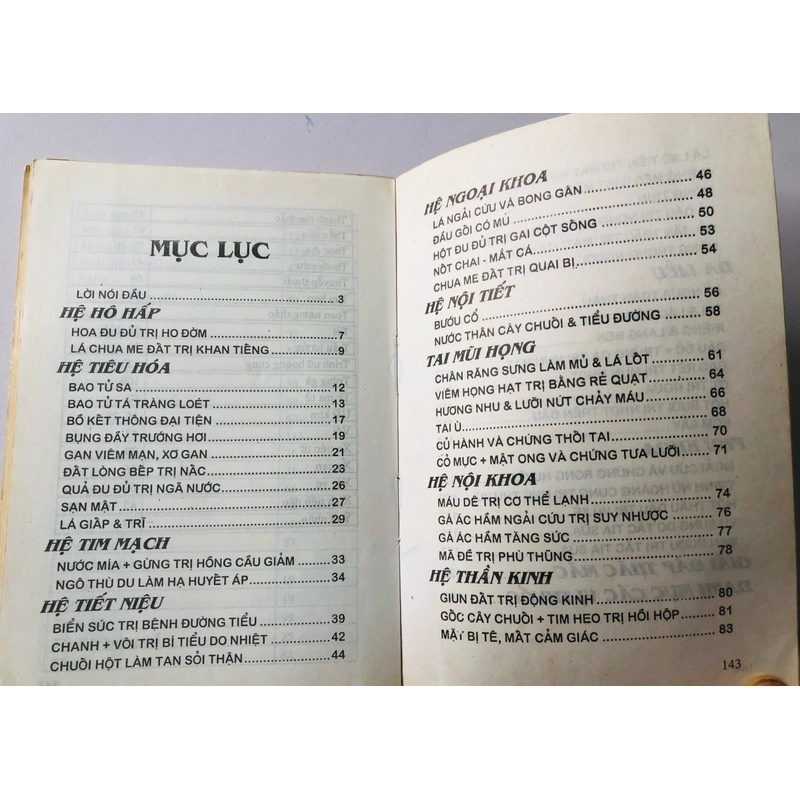 MỤC LỤC
LỜI NÓI ĐẦU ........ 3
HỆ HÔ HẤP
HOA ĐU ĐỦ TRỊ HO ĐỜM ........ 7
LÁ CHUA ME ĐẤT TRỊ KHAN TIẾNG ........ 9
HỆ TIÊU HÓA
BAO TỬ SA ........ 12
BAO TỬ TÁ TRÀNG LOÉT ........ 13
BỒ KẾT THÔNG ĐẠI TIỆN ........ 17
BỤNG ĐẦY TRƯỚNG HƠI ........ 19
GAN VIÊM MẠN, XƠ GAN ........ 21
ĐẤT LÒNG BẾP TRỊ NẤC ........ 23
QUẢ ĐU ĐỦ TRỊ NGÃ NƯỚC ........ 26
SẠN MẬT ........ 27
LÁ GIẤP & TRĨ ........ 29
HỆ TIM MẠCH
NƯỚC MÍA + GỪNG TRỊ HỒNG CẦU GIẢM ........ 33
NGÔ THÙ DU LÀM HẠ HUYẾT ÁP ........ 34
HỆ TIẾT NIỆU
BIỂN SÚC TRỊ BỆNH ĐƯỜNG TIỂU ........ 39
CHANH + VÔI TRỊ BÍ TIỂU DO NHIỆT ........ 42
CHUỐI HỘT LÀM TAN SỎI THẬN ........ 44
HỆ NGOẠI KHOA
LÁ NGẢI CỨU VÀ BONG GÂN ........ 46
ĐẦU GỐI CÓ MỦ ........ 48
HỘT ĐU ĐỦ TRỊ GAI CỘT SỐNG ........ 50
NỐT CHAI - MẮT CÁ ........ 53
CHUA ME ĐẤT TRỊ QUAI BỊ ........ 54
HỆ NỘI TIẾT
BƯỚU CỔ ........ 56
NƯỚC THÂN CÂY CHUỐI & TIỂU ĐƯỜNG ........ 58
TAI MŨI HỌNG
CHÂN RĂNG SƯNG LÀM MỦ & LÁ LỐT ........ 61
VIÊM HỌNG HẠT TRỊ BẰNG RẺ QUẠT ........ 64
HƯƠNG NHU & LƯỠI NỨT CHẢY MÁU ........ 66
TAI Ù ........ 68
CỦ HÀNH VÀ CHỨNG THỐI TAI ........ 70
CỎ MỰC + MẬT ONG VÀ CHỨNG TƯA LƯỠI ........ 71
HỆ NỘI KHOA
MÁU DÊ TRỊ CƠ THỂ LẠNH ........ 74
GÀ ÁC HẦM NGẢI CỨU TRỊ SUY NHƯỢC ........ 76
GÀ ÁC HẦM TĂNG SỨC ........ 77
MÃ ĐỀ TRỊ PHÙ THŨNG ........ 78
HỆ THẦN KINH
GIUN ĐẤT TRỊ ĐỘNG KINH ........ 80
GỐC CÂY CHUỐI + TIM HEO TRỊ HỒI HỘP ........ 81
MẶT BỊ TÊ, MẤT CẢM GIÁC ........ 83
143